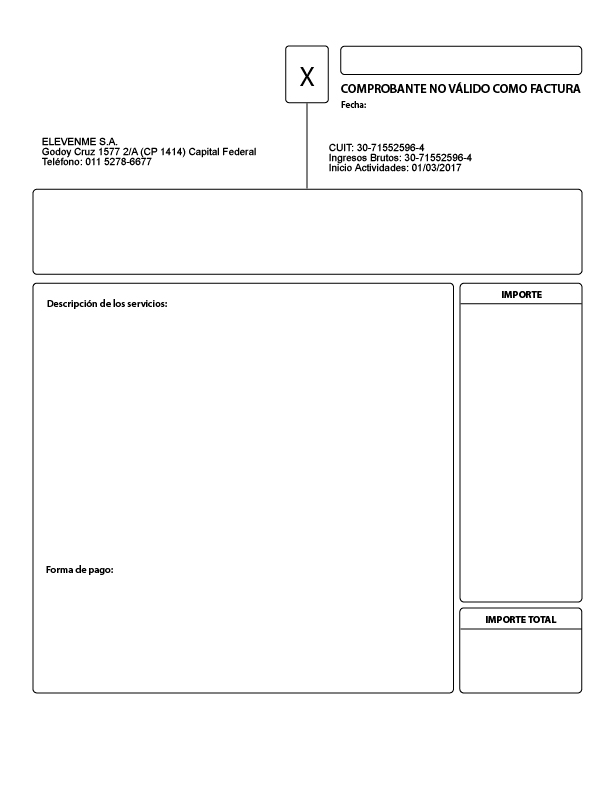 X
COMPROBANTE NO VÁLIDO COMO FACTURA
Fecha:
ELEVENME S.A.
Godoy Cruz 1577 2/A (CP 1414) Capital Federal
Teléfono: 011 5278-6677
CUIT: 30-71552596-4
Ingresos Brutos: 30-71552596-4
Inicio Actividades: 01/03/2017
Descripción de los servicios:
IMPORTE
Forma de pago:
IMPORTE TOTAL